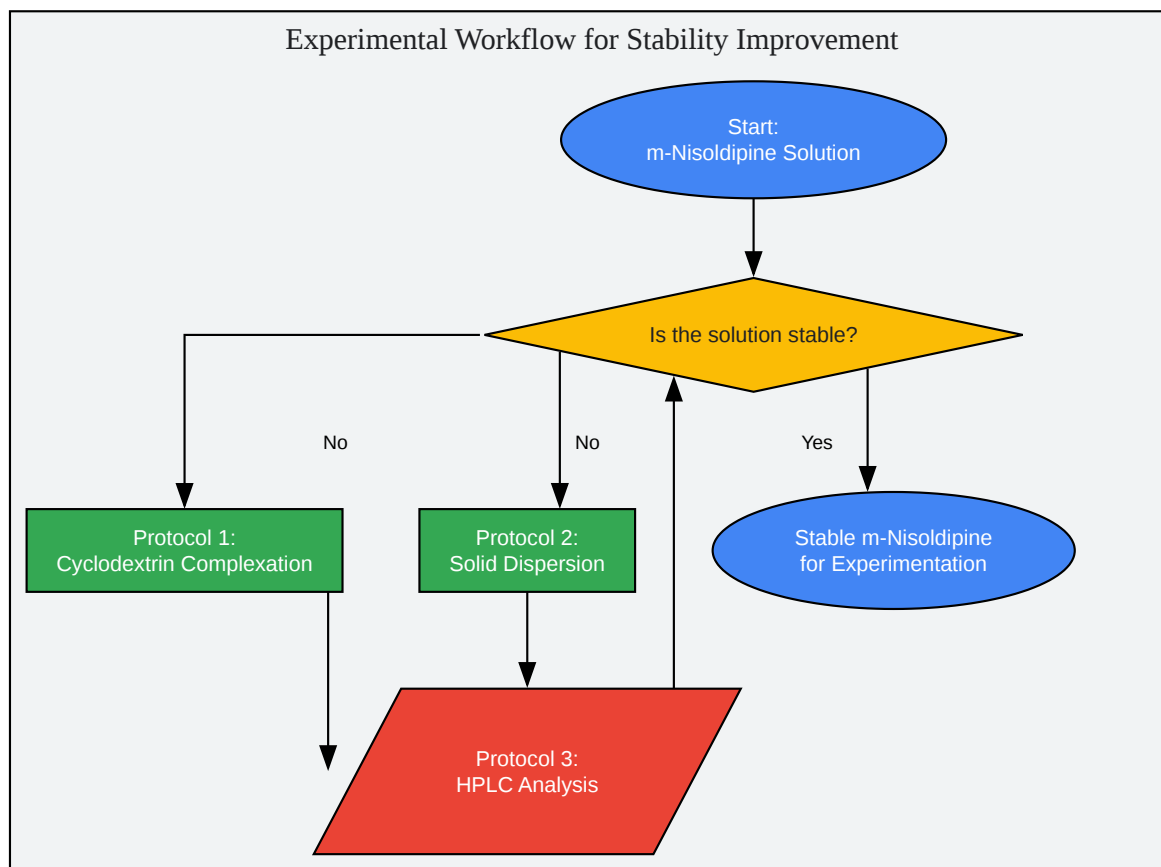 Experimental Workflow for Stability Improvement
Start:
m-Nisoldipine Solution
Is the solution stable?
No
No
Yes
Protocol 1:
Cyclodextrin Complexation
Protocol 2:
Solid Dispersion
Stable m-Nisoldipine
for Experimentation
Protocol 3:
HPLC Analysis